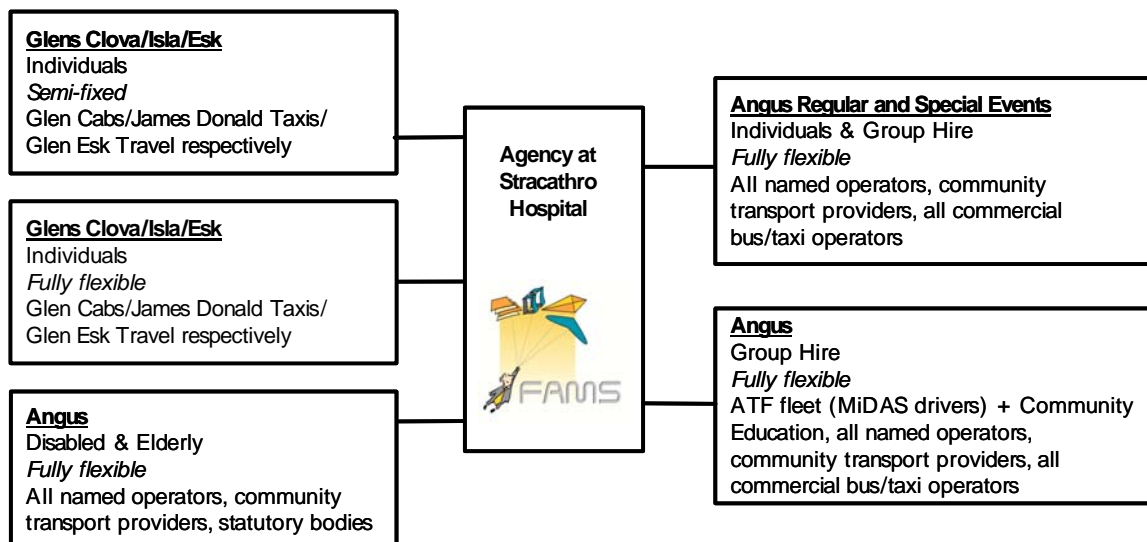 Glens Clova/Isla/Esk
Individuals
Semi-fixed
Glen Cabs/James Donald Taxis/
Glen Esk Travel respectively
Glens Clova/Isla/Esk
Individuals
Fully flexible
Glen Cabs/James Donald Taxis/
Glen Esk Travel respectively
Angus
Disabled & Elderly
Fully flexible
All named operators, community
transport providers, statutory bodies
Agency at
Stracathro
Hospital
FAMS
Angus Regular and Special Events
Individuals & Group Hire
Fully flexible
All named operators, community
transport providers, all commercial
bus/taxi operators
Angus
Group Hire
Fully flexible
ATF fleet (MiDAS drivers) + Community
Education, all named operators,
community transport providers, all
commercial bus/taxi operators